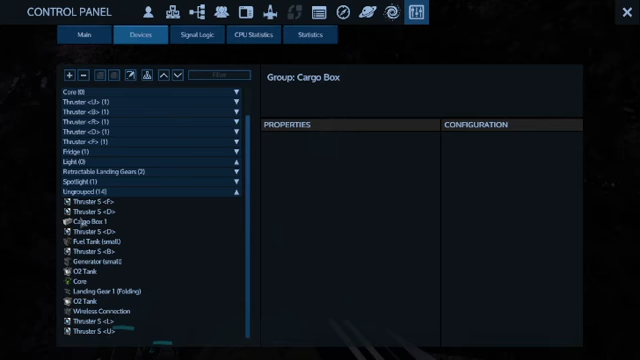 CONTROL PANEL
Main
Devices
Signal Logic
CPU Statistics
Statistics
Filter
Group: Cargo Box
PROPERTIES
CONFIGURATION
Core (0)
Thruster <U> (1)
Thruster <B> (1)
Thruster <R> (1)
Thruster <D> (1)
Thruster <F> (1)
Fridge (1)
Light (0)
Retractable Landing Gears (2)
Spotlight (1)
Ungrouped (14)
Thruster S <F>
Thruster S <D>
Cargo Box 1
Thruster S <D>
Fuel Tank (small)
Thruster S <B>
Generator (small)
O2 Tank
Core
Landing Gear 1 (Folding)
O2 Tank
Wireless Connection
Thruster S <L>
Thruster S <U>